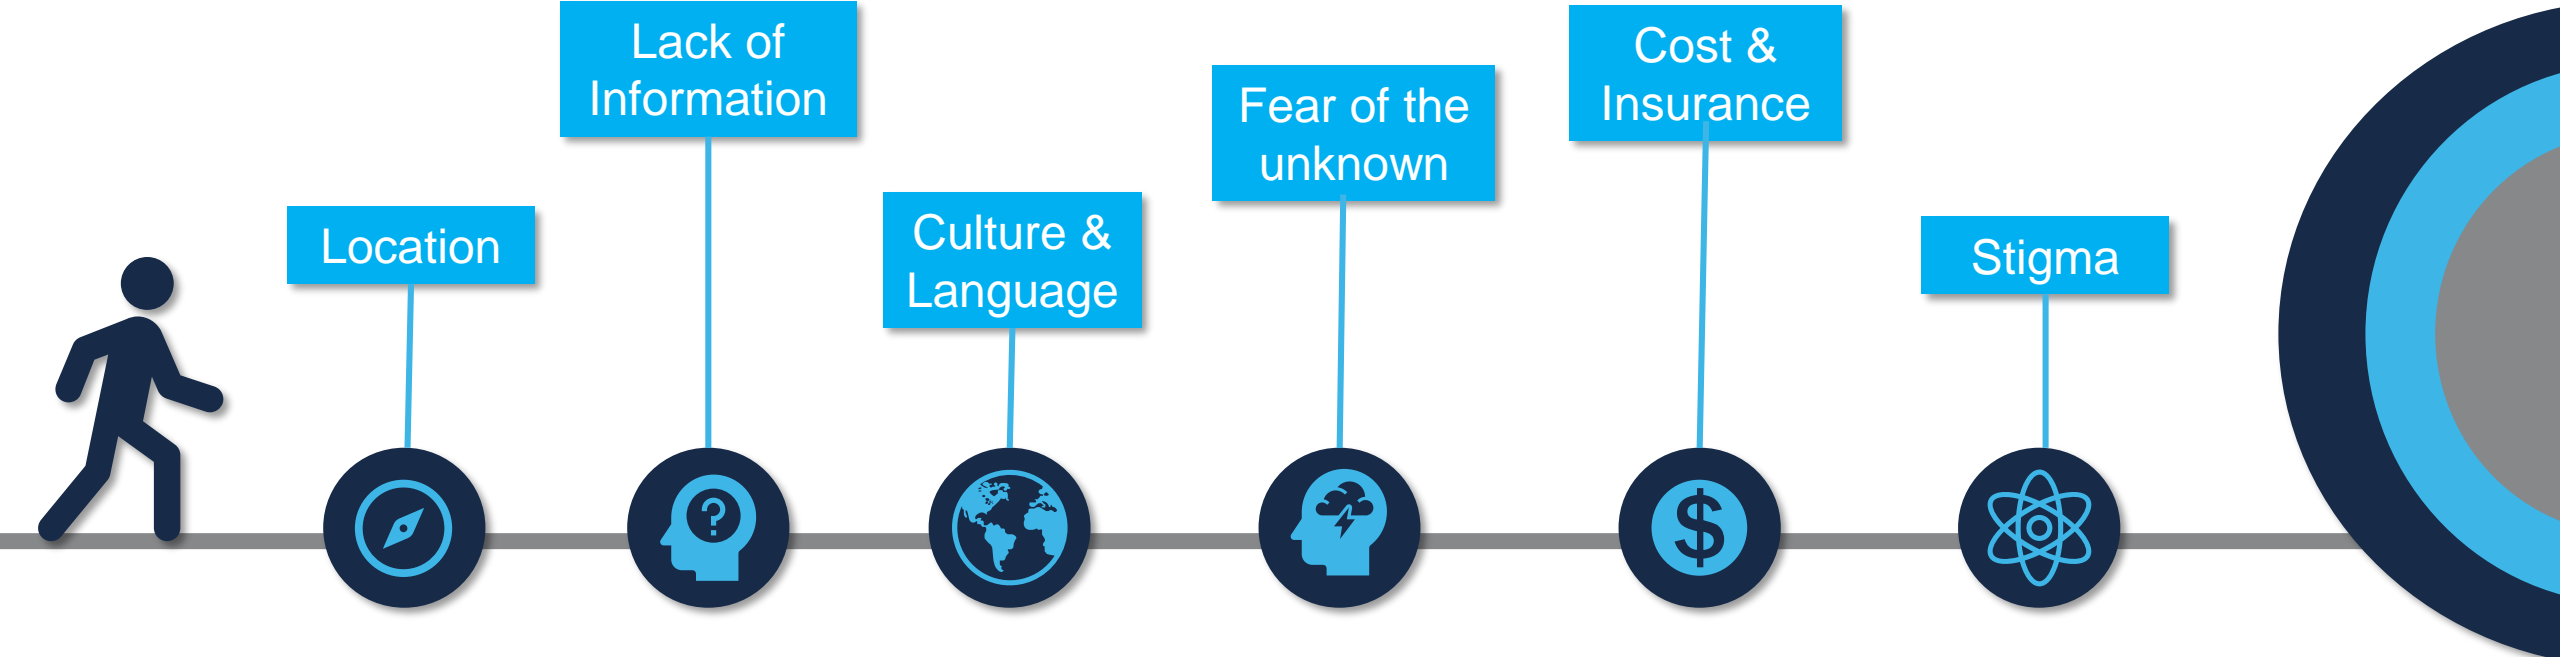 Location
Lack of
Information
Culture &
Language
Fear of the
unknown
Cost &
Insurance
Stigma
?
$